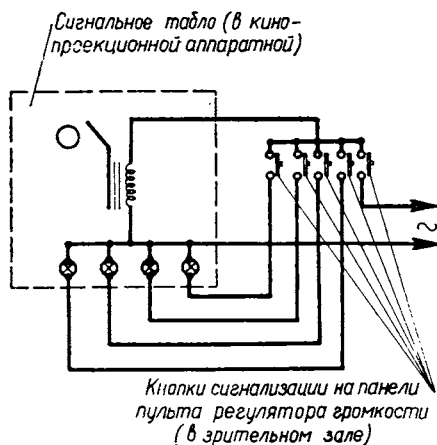 Сигнальное табло (в кино-
проекционной аппаратной)
Кнопки сигнализации на панели
пульта регулятора громкости
(в зрительном зале)